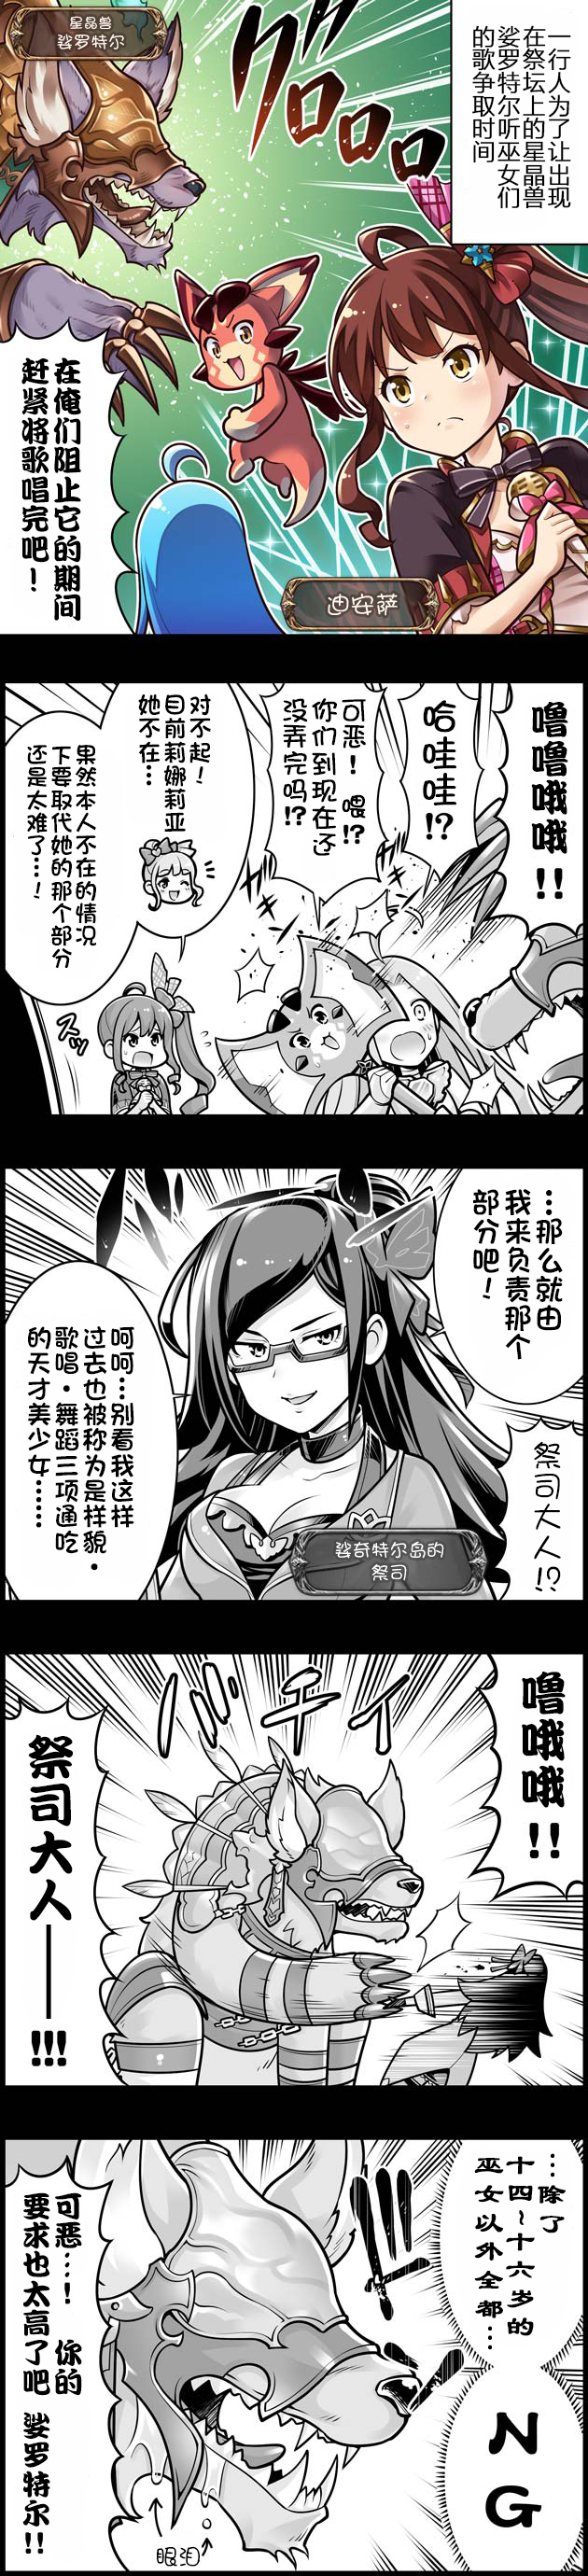 一行人为了让出现
在祭坛上的星晶兽
娑罗特尔听巫女们
的歌争取时间
星晶兽
娑罗特尔
グロロロ
在俺们阻止它的期间
赶紧将歌唱完吧！
迪安萨
噜噜哦哦!!
哈哇哇!?
可恶！ 喂!?
你们到现在还
没弄完吗!?
对不起！
目前莉娜莉亚
她不在…
果然本人不在的情况
下要取代她的那个部分
还是太难了…！
スッ
…那么就由
我来负责那个
部分吧！
祭司大人!?
呵呵…别看我这样
过去也被称为是样貌·
歌唱·舞蹈三项通吃
的天才美少女……
娑奇特尔岛的
祭司
噜哦哦!!
チィ
祭司大人——!!!
…除了
十四~十六岁的
巫女以外全都…
NG
ド
可恶…！ 你的
要求也太高了吧 娑罗特尔!!
眼泪